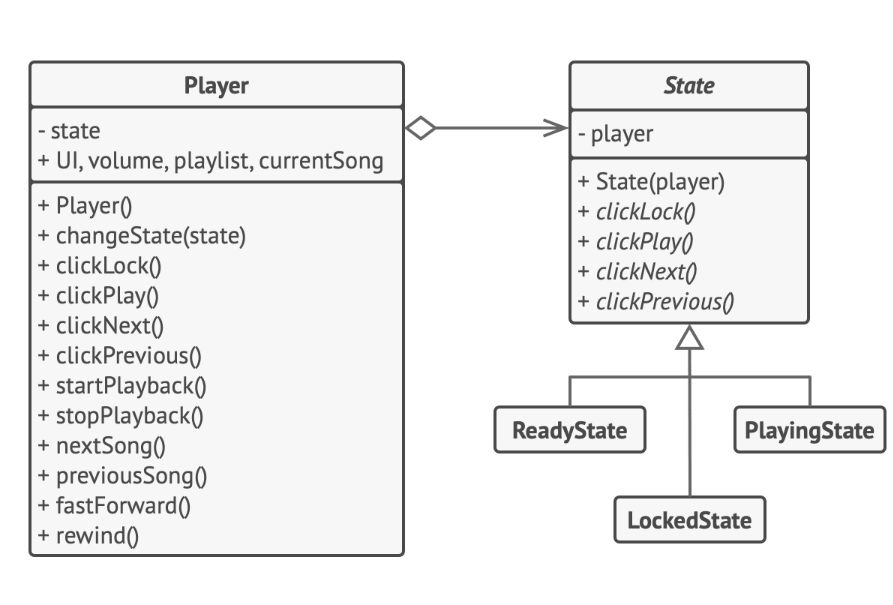 Player
- state
+ UI, volume, playlist, currentSong
+ Player()
+ changeState(state)
+ clickLock()
+ clickPlay()
+ clickNext()
+ clickPrevious()
+ startPlayback()
+ stopPlayback()
+ nextSong()
+ previousSong()
+ fastForward()
+ rewind()
State
- player
+ State(player)
+ clickLock()
+ clickPlay()
+ clickNext()
+ clickPrevious()
ReadyState
PlayingState
LockedState